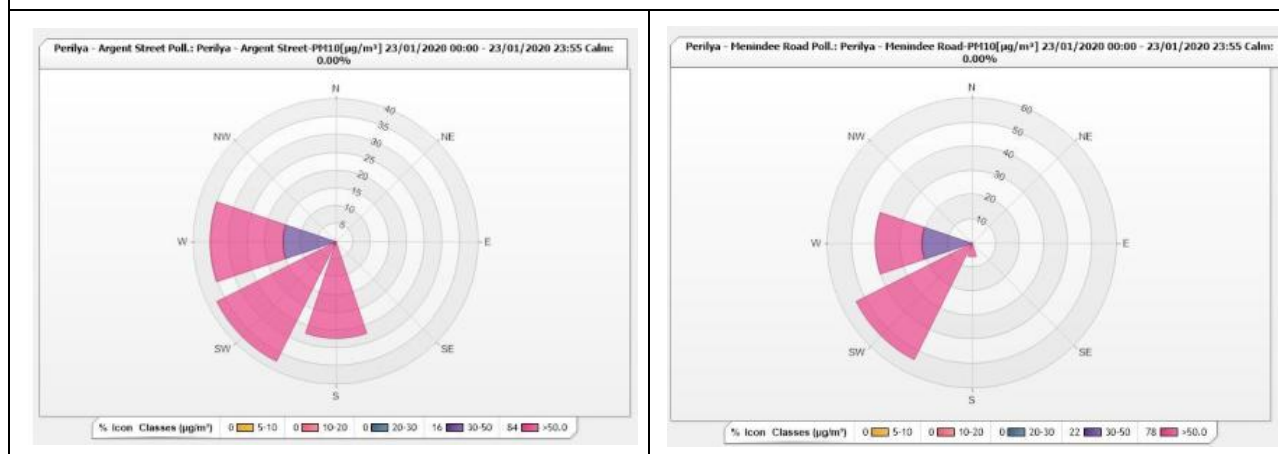 Perilya - Argent Street Poll.: Perilya - Argent Street-PM10[µg/m³] 23/01/2020 00:00 - 23/01/2020 23:55 Calm:
0.00%
N
40
35
NW
NE
30
25
20
15
10
5
W
E
SW
SE
S
% Icon Classes (µg/m³) 0 5-10 0 10-20 0 20-30 16 30-50 84 >50.0
Perilya - Menindee Road Poll.: Perilya - Menindee Road-PM10[µg/m³] 23/01/2020 00:00 - 23/01/2020 23:55 Calm:
0.00%
N
60
50
NW
NE
40
30
20
10
W
E
SW
SE
S
% Icon Classes (µg/m³) 0 5-10 0 10-20 0 20-30 22 30-50 78 >50.0